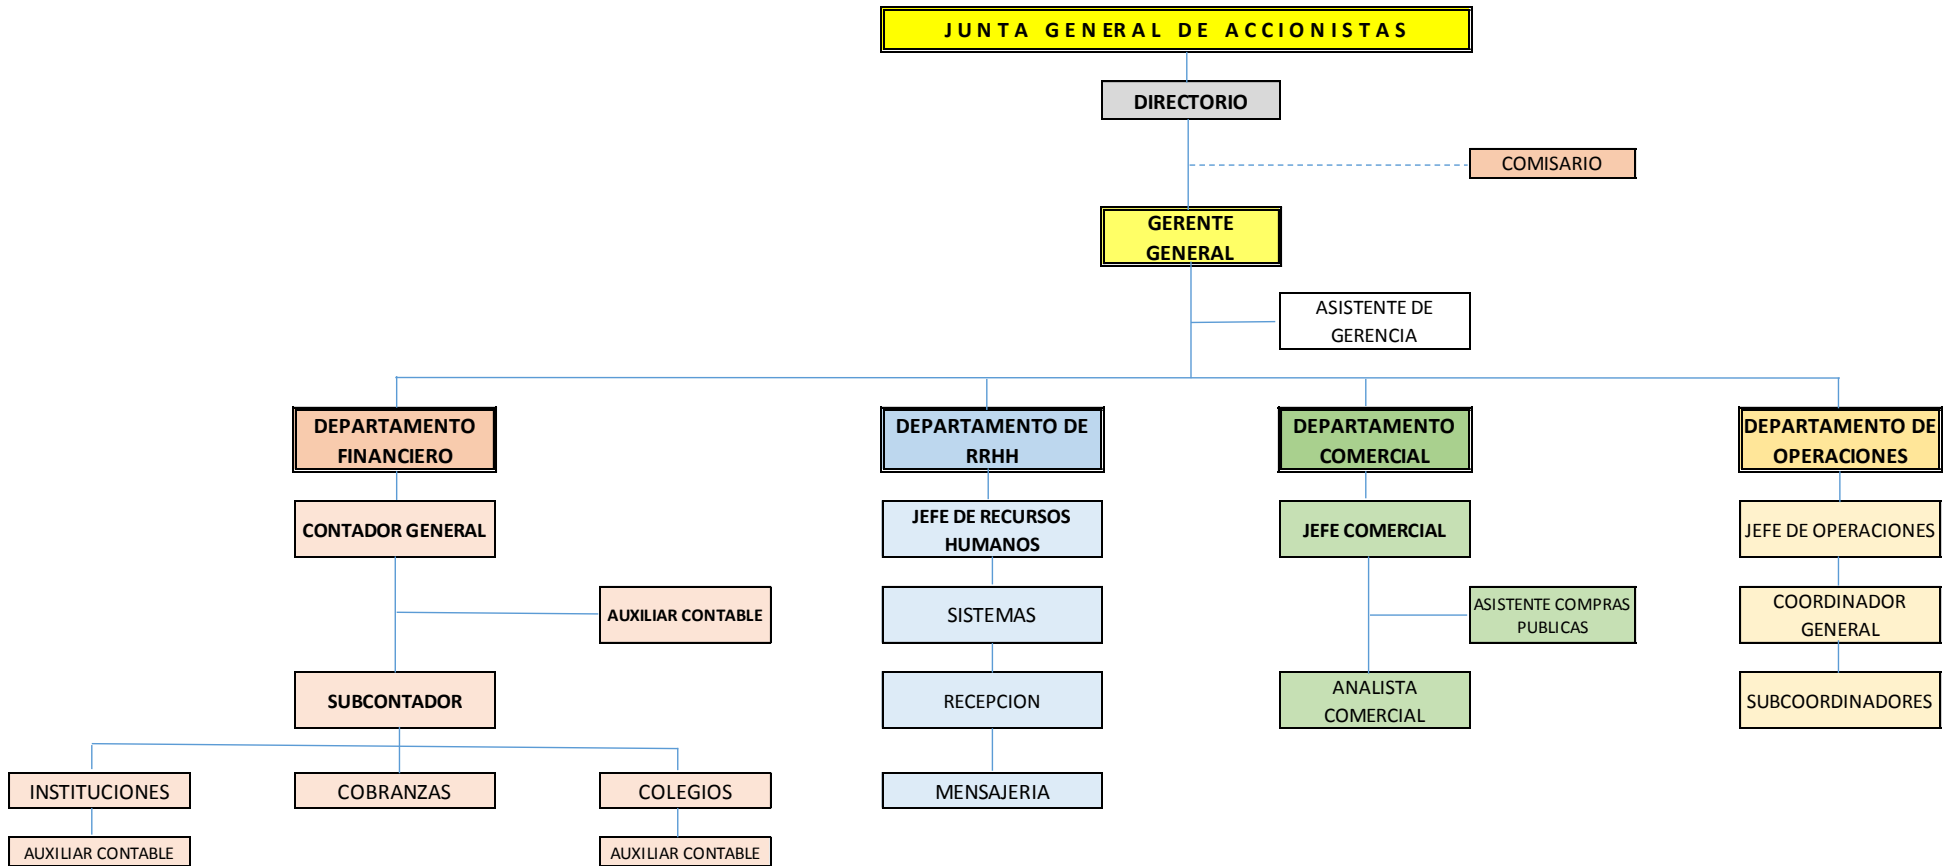 JUNTA GENERAL DE ACCIONISTAS
DIRECTORIO
COMISARIO
GERENTE
GENERAL
ASISTENTE DE
GERENCIA
DEPARTAMENTO
FINANCIERO
DEPARTAMENTO DE
RRHH
DEPARTAMENTO
COMERCIAL
DEPARTAMENTO DE
OPERACIONES
CONTADOR GENERAL
JEFE DE RECURSOS
HUMANOS
JEFE COMERCIAL
JEFE DE OPERACIONES
AUXILIAR CONTABLE
SISTEMAS
ASISTENTE COMPRAS
PUBLICAS
COORDINADOR
GENERAL
SUBCONTADOR
RECEPCION
ANALISTA
COMERCIAL
SUBCOORDINADORES
INSTITUCIONES
COBRANZAS
COLEGIOS
MENSAJERIA
AUXILIAR CONTABLE
AUXILIAR CONTABLE